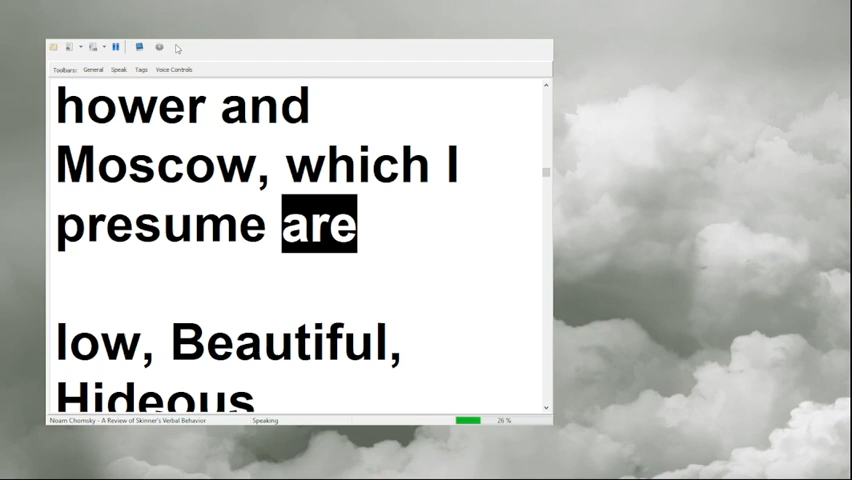 Toolbars: General Speak Tags Voice Controls
hower and
Moscow, which I
presume are
low, Beautiful,
Hideous
Noam Chomsky - A Review of Skinner's Verbal Behavior Speaking 26 %